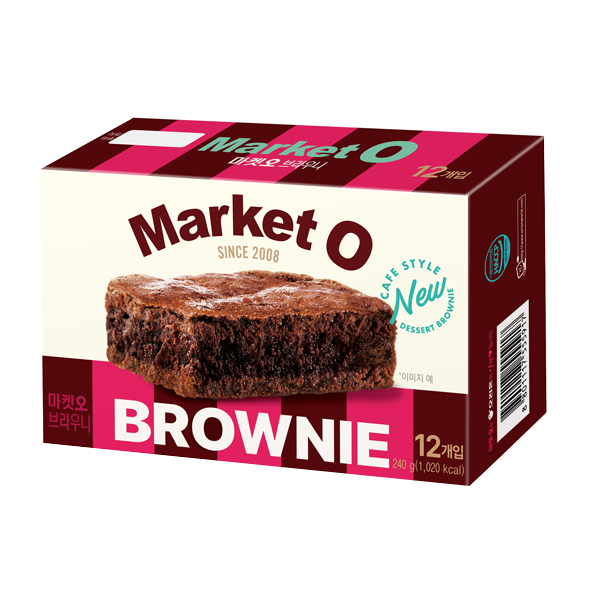 Market O
마켓오 브라우니
12개입
Market O
SINCE 2008
CAFE STYLE
New
DESSERT BROWNIE
*이미지 예
마켓오
브라우니
BROWNIE
12개입
240 g(1,020 kcal)
HACCP